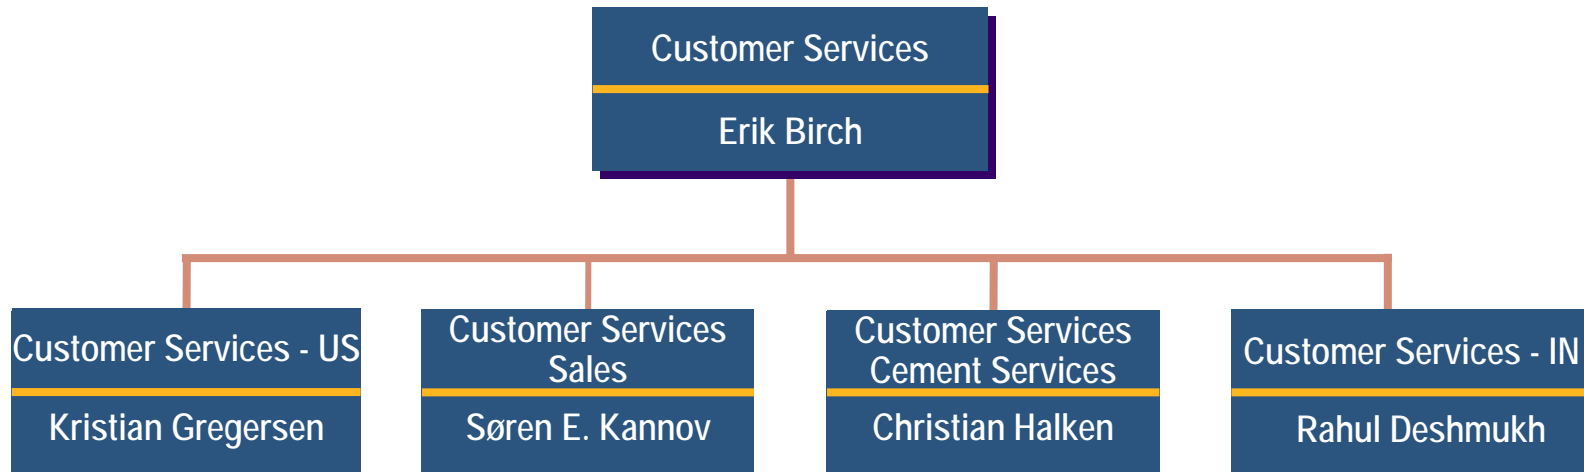 Customer Services
Erik Birch
Customer Services - US
Kristian Gregersen
Customer Services
Sales
Søren E. Kannov
Customer Services
Cement Services
Christian Halken
Customer Services - IN
Rahul Deshmukh